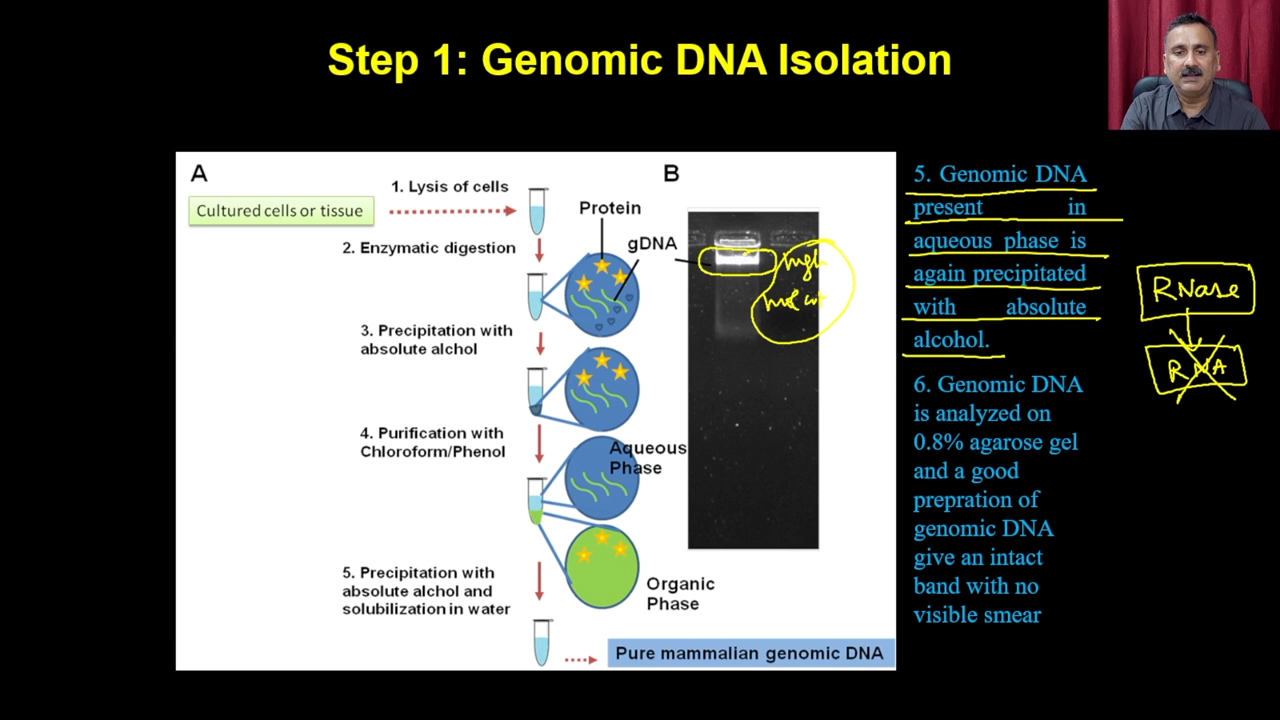 Step 1: Genomic DNA Isolation
A
1. Lysis of cells
Cultured cells or tissue
2. Enzymatic digestion
Protein
gDNA
3. Precipitation with
absolute alchol
4. Purification with
Chloroform/Phenol
Aqueous
Phase
5. Precipitation with
absolute alchol and
solubilization in water
Organic
Phase
Pure mammalian genomic DNA
B
high
mol wt
5. Genomic DNA
present in
aqueous phase is
again precipitated
with absolute
alcohol.
6. Genomic DNA
is analyzed on
0.8% agarose gel
and a good
prepration of
genomic DNA
give an intact
band with no
visible smear
RNase
RNA